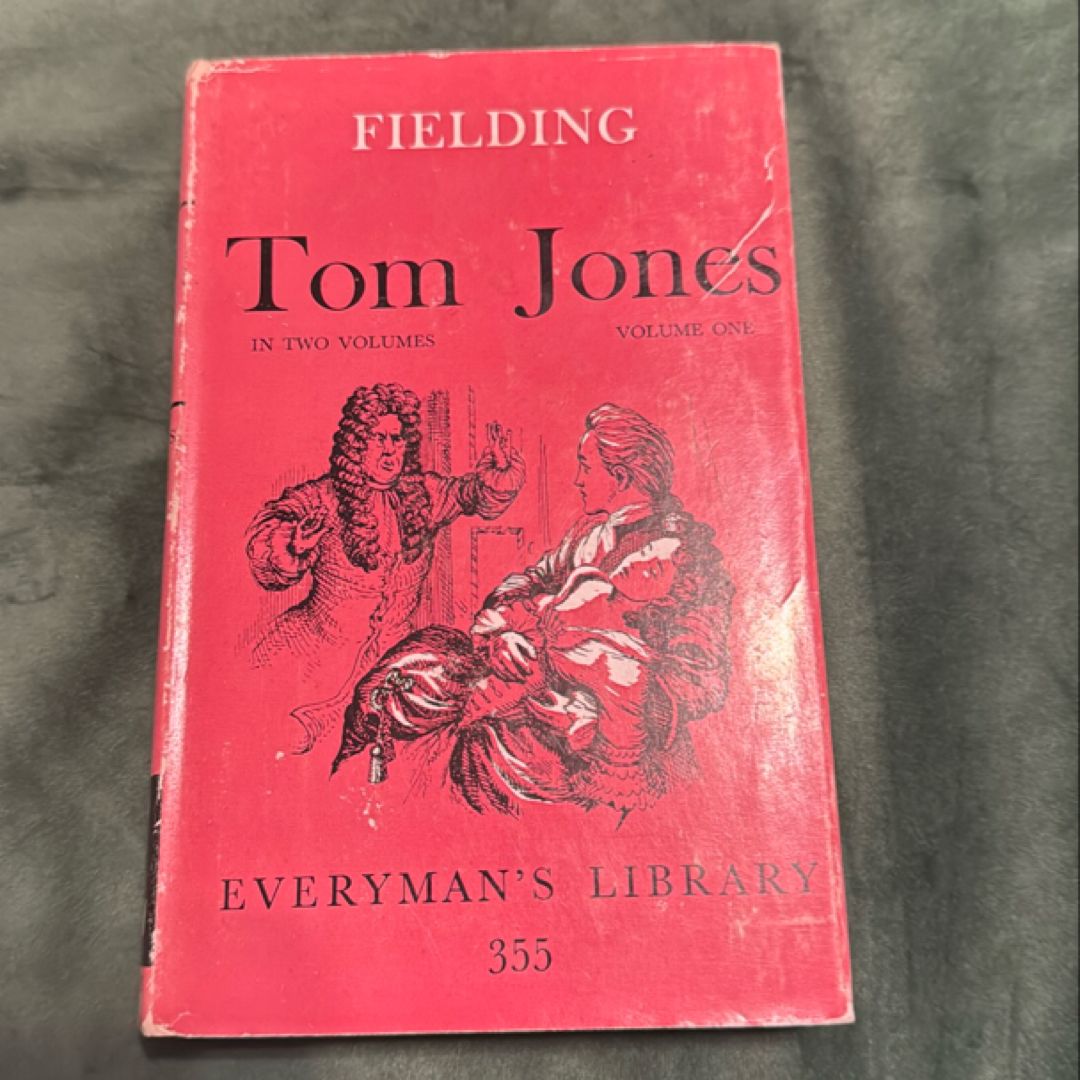 FIELDING
Tom Jones
IN TWO VOLUMES VOLUME ONE
EVERYMAN'S LIBRARY
355